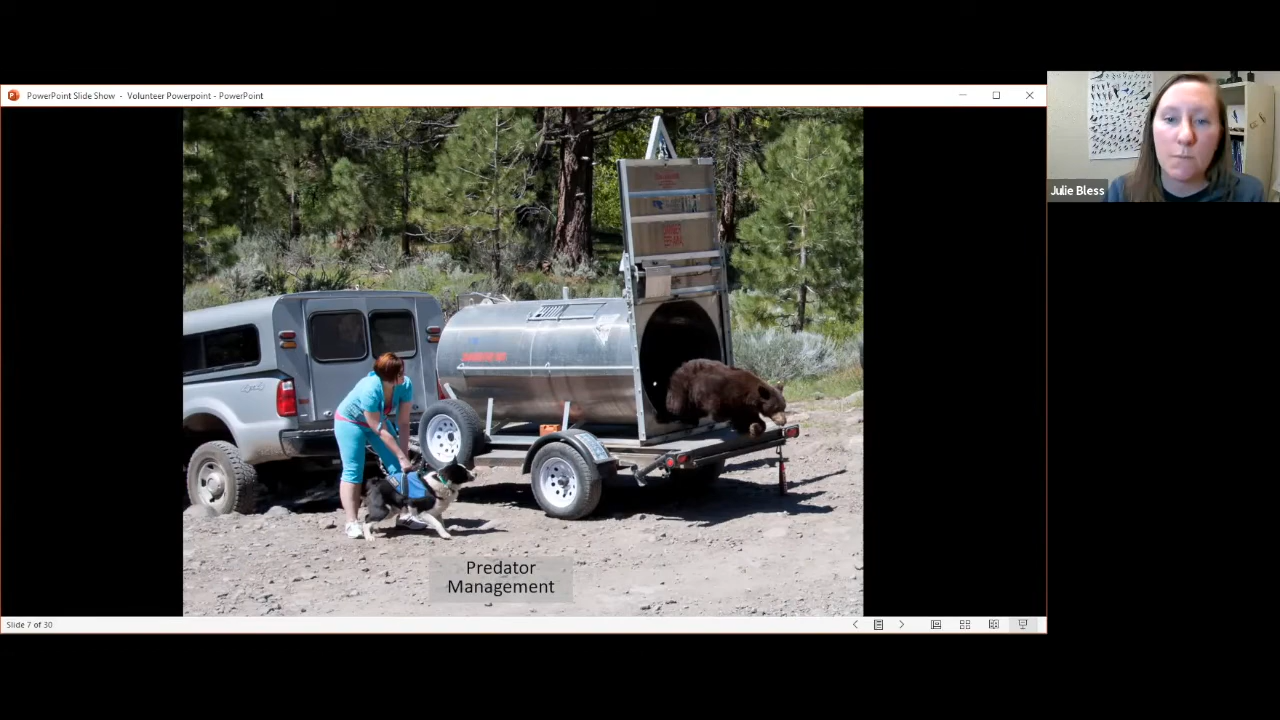 PowerPoint Slide Show - Volunteer Powerpoint - PowerPoint
Julie Bless
Predator
Management
Slide 7 of 30